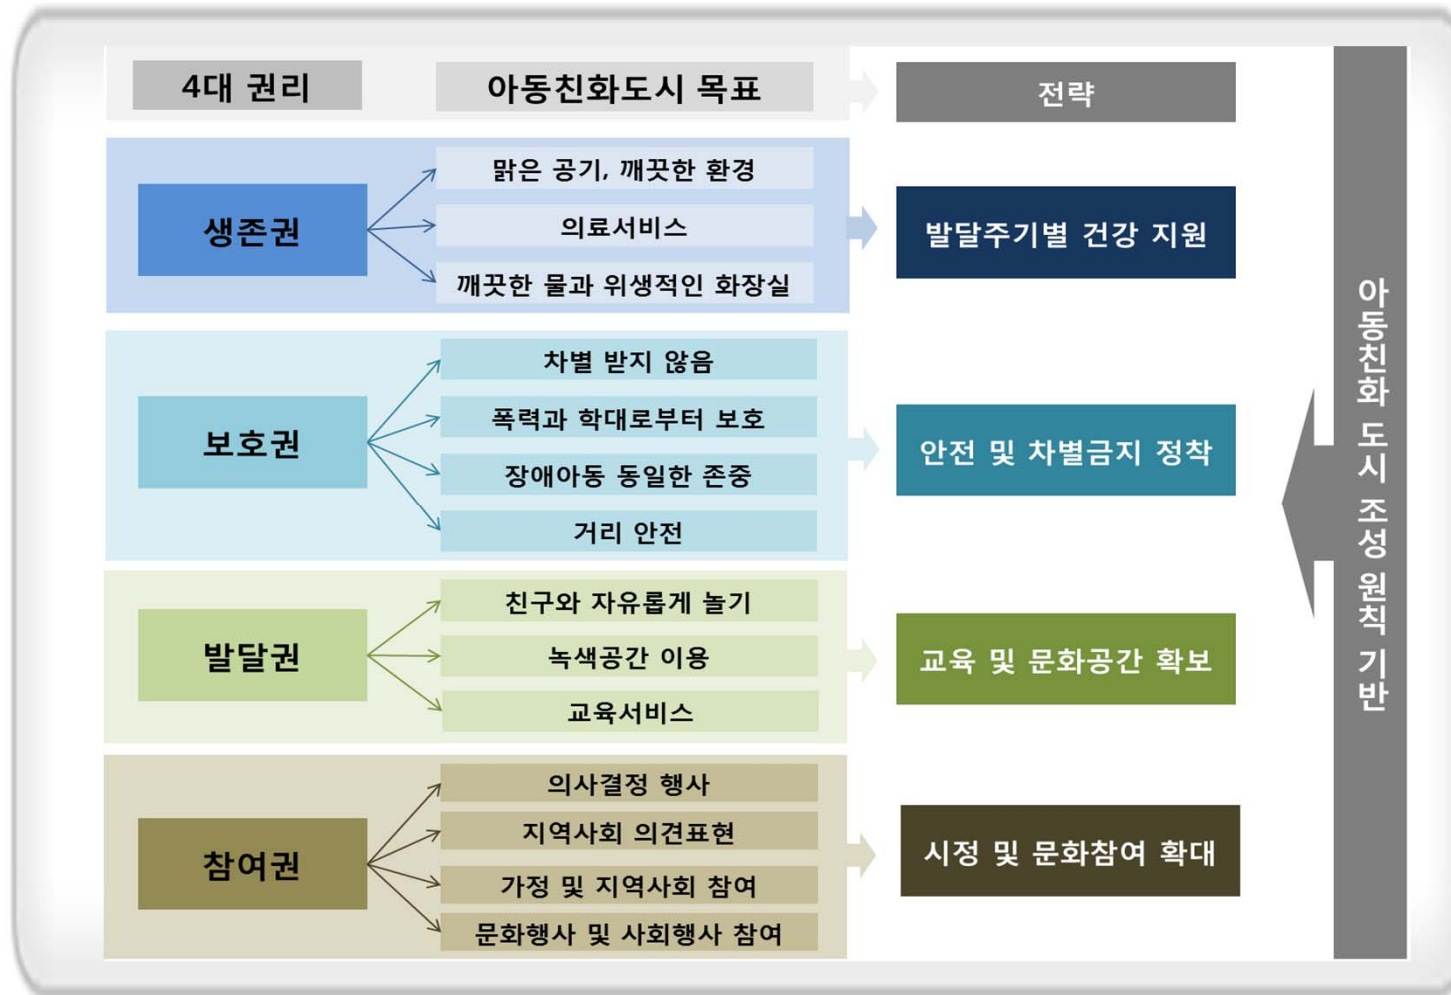 4대 권리
아동친화도시 목표
전략
생존권
맑은 공기, 깨끗한 환경
의료서비스
깨끗한 물과 위생적인 화장실
발달주기별 건강 지원
보호권
차별 받지 않음
폭력과 학대로부터 보호
장애아동 동일한 존중
거리 안전
안전 및 차별금지 정착
발달권
친구와 자유롭게 놀기
녹색공간 이용
교육서비스
교육 및 문화공간 확보
참여권
의사결정 행사
지역사회 의견표현
가정 및 지역사회 참여
문화행사 및 사회행사 참여
시정 및 문화참여 확대
아동친화 도시 조성 원칙 기반